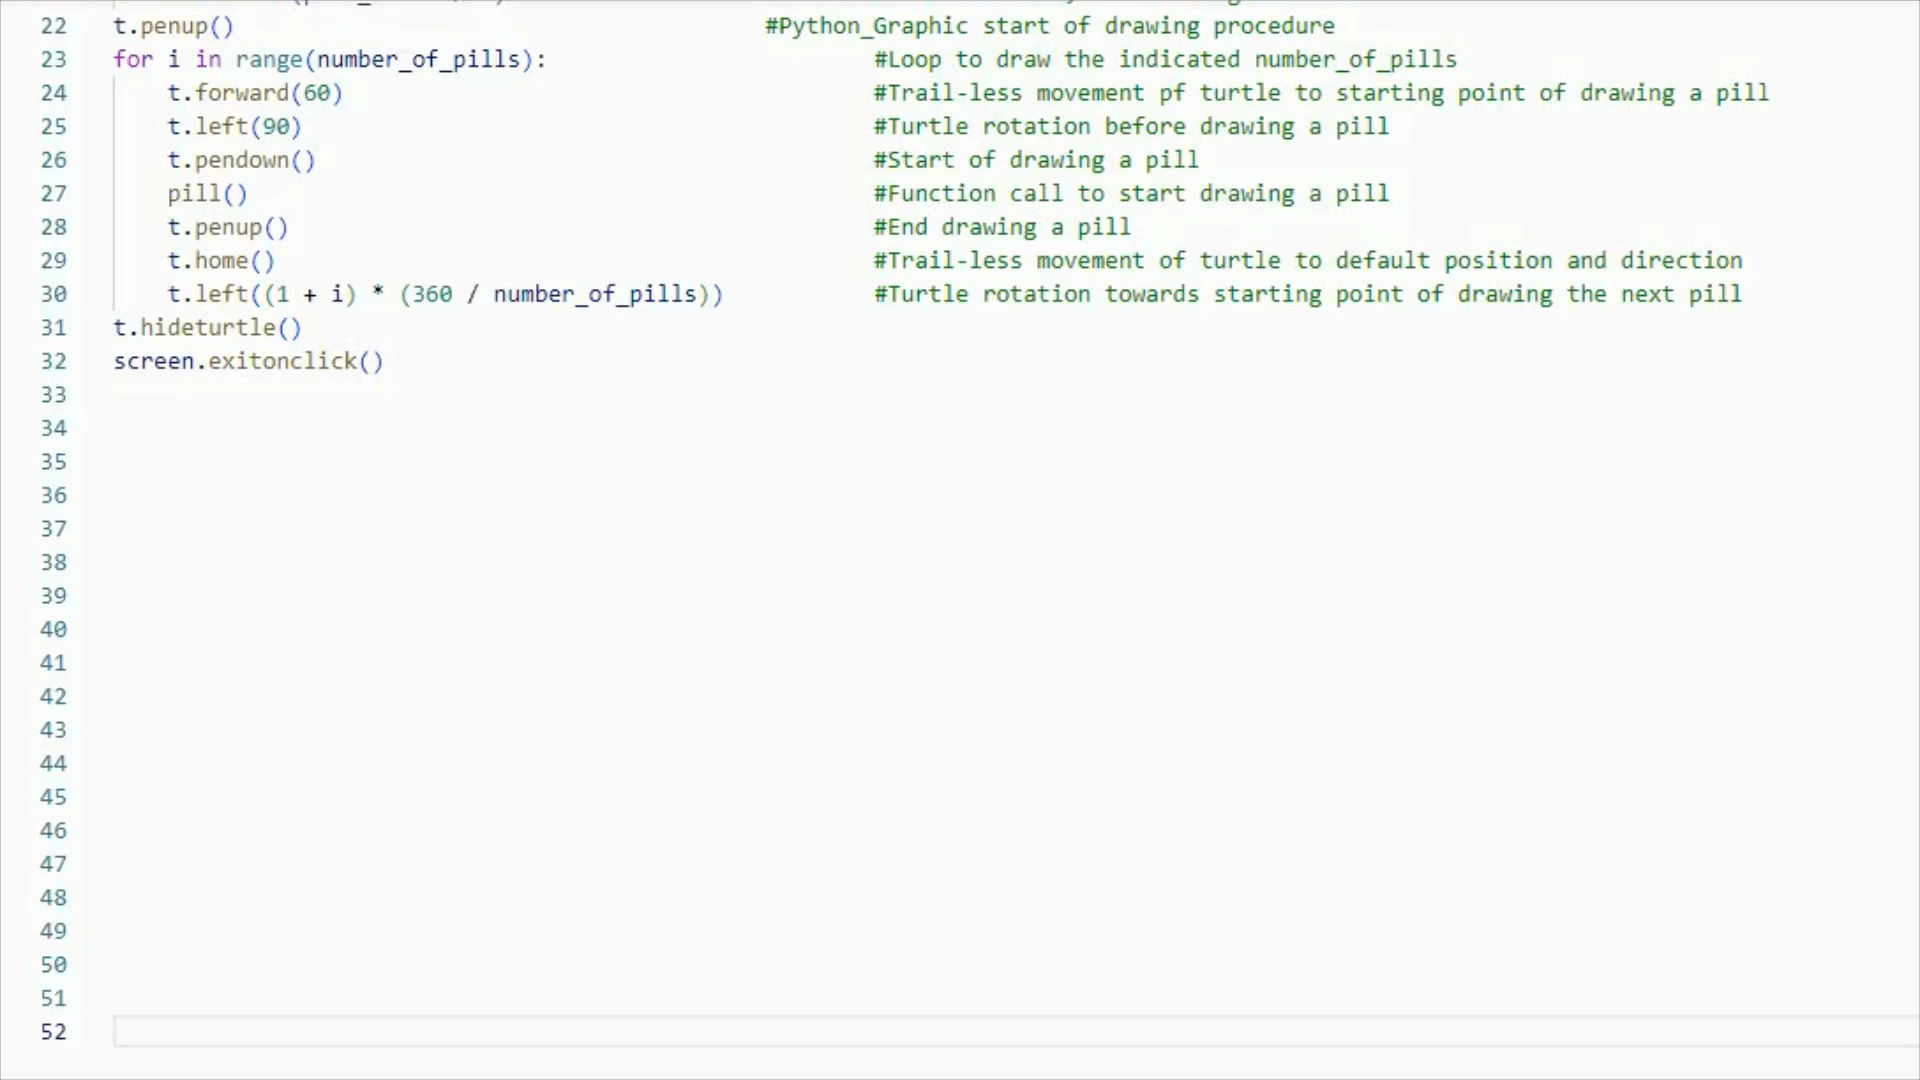 22 t.penup() #Python_Graphic start of drawing procedure
23 for i in range(number_of_pills): #Loop to draw the indicated number_of_pills
24 t.forward(60) #Trail-less movement pf turtle to starting point of drawing a pill
25 t.left(90) #Turtle rotation before drawing a pill
26 t.pendown() #Start of drawing a pill
27 pill() #Function call to start drawing a pill
28 t.penup() #End drawing a pill
29 t.home() #Trail-less movement of turtle to default position and direction
30 t.left((1 + i) * (360 / number_of_pills)) #Turtle rotation towards starting point of drawing the next pill
31 t.hideturtle()
32 screen.exitonclick()
33
34
35
36
37
38
39
40
41
42
43
44
45
46
47
48
49
50
51
52